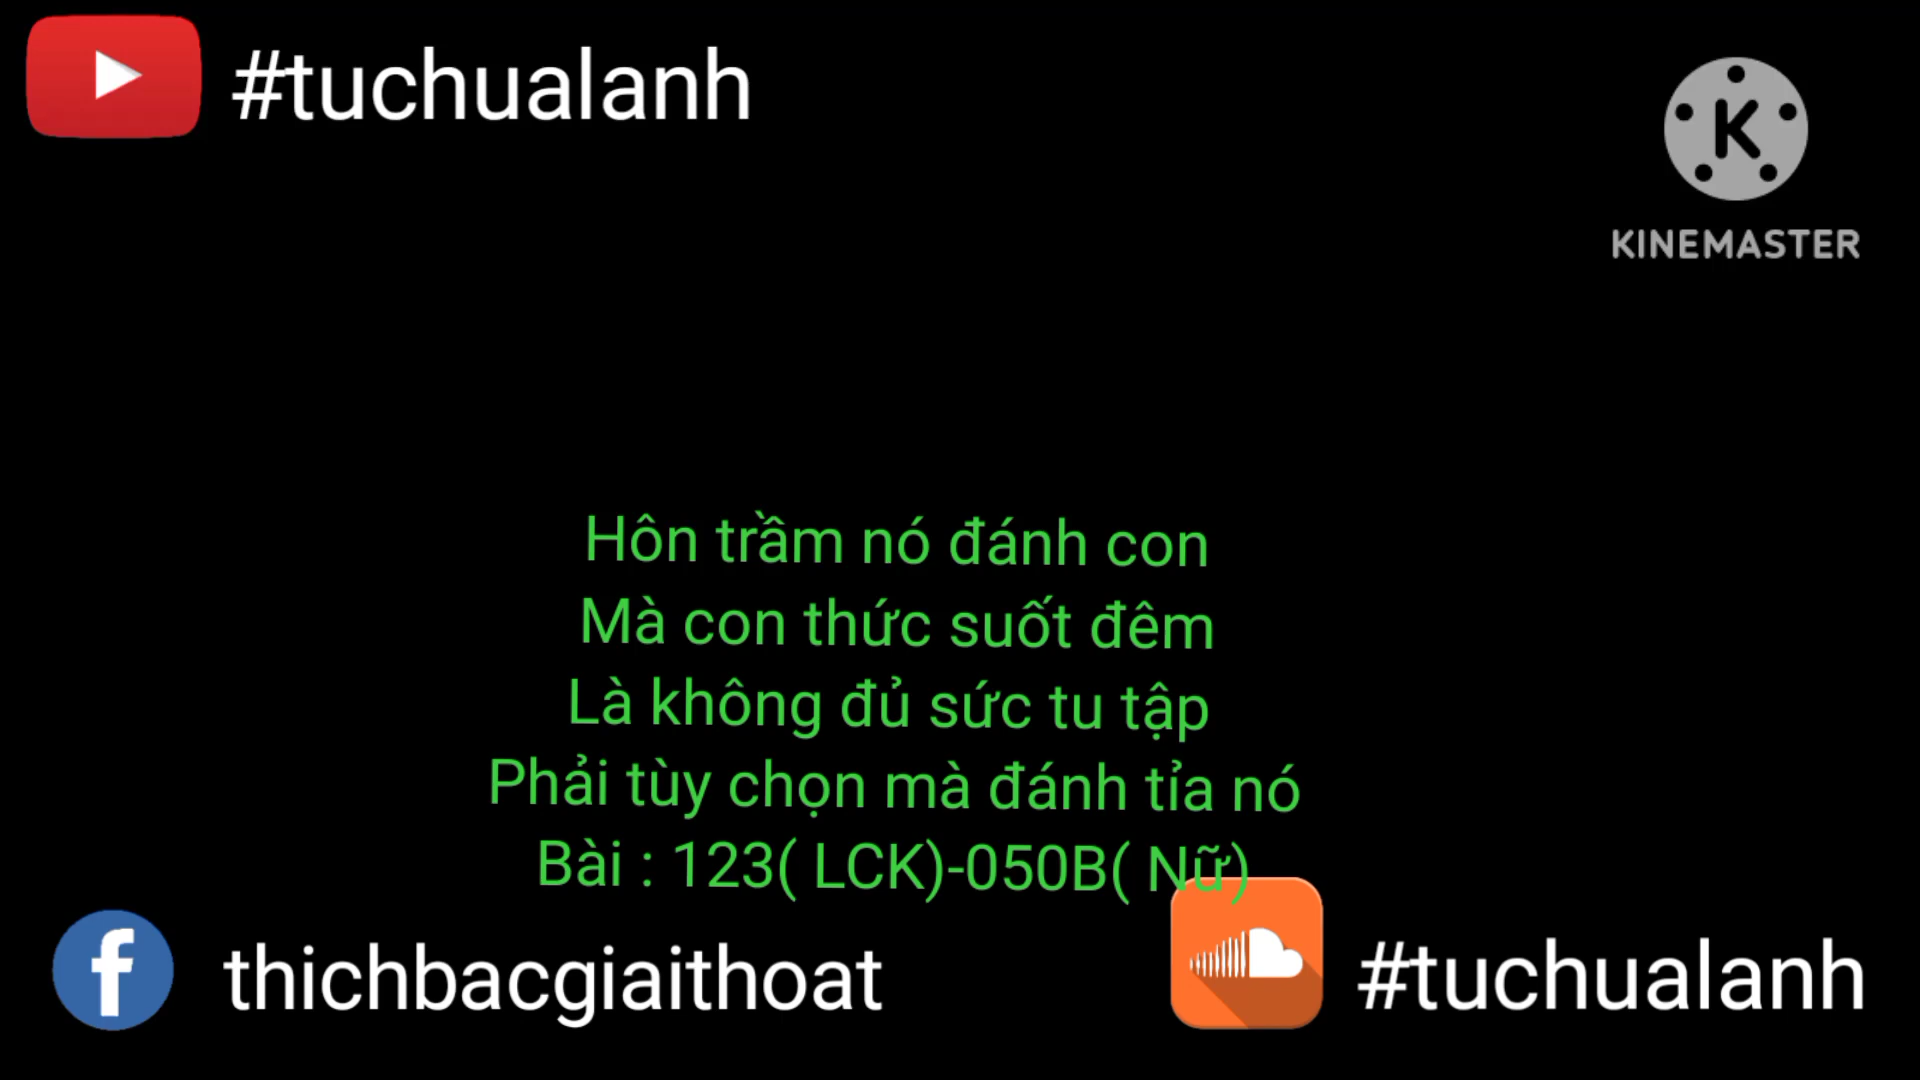 #tuchualanh
K
KINEMASTER
Hôn trầm nó đánh con
Mà con thức suốt đêm
Là không đủ sức tu tập
Phải tùy chọn mà đánh tỉa nó
Bài : 123( LCK)-050B( Nữ)
f
thichbacgiaithoat
#tuchualanh